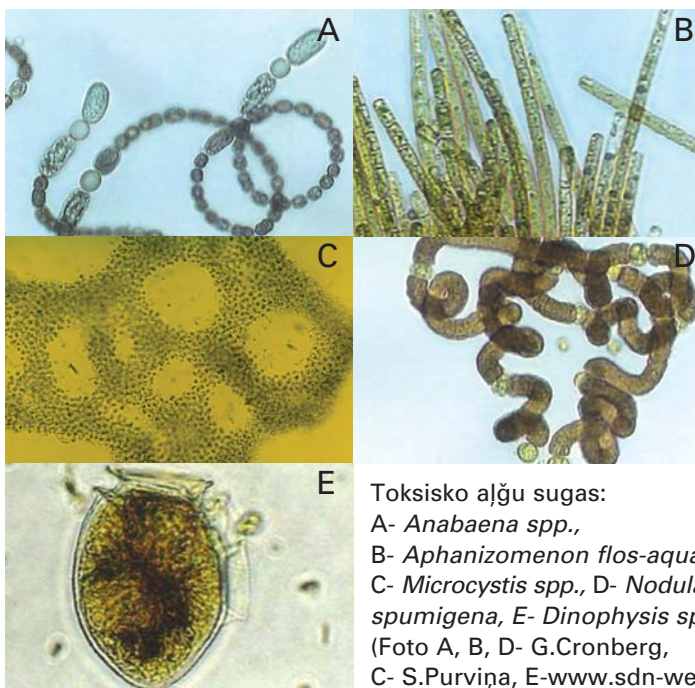 A
B
C
D
E
Toksisko aļģu sugas:
A- Anabaena spp.,
B- Aphanizomenon flos-aqua
C- Microcystis spp., D- Nodula
spumigena, E- Dinophysis sp
(Foto A, B, D- G.Cronberg,
C- S.Purviņa, E-www.sdn-we